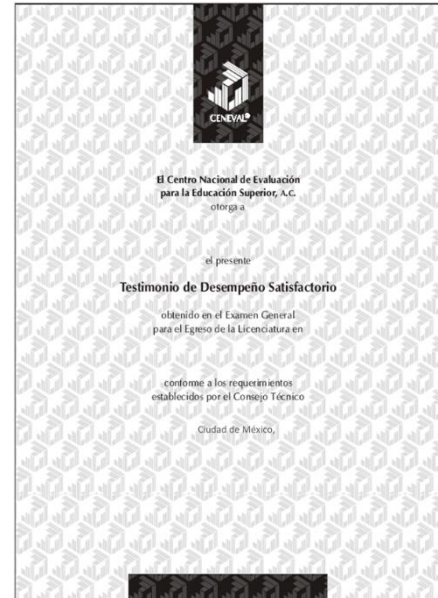 CENEVAL®
El Centro Nacional de Evaluación
para la Educación Superior, A.C.
otorga a
el presente
Testimonio de Desempeño Satisfactorio
obtenido en el Examen General
para el Egreso de la Licenciatura en
conforme a los requerimientos
establecidos por el Consejo Técnico
Ciudad de México,